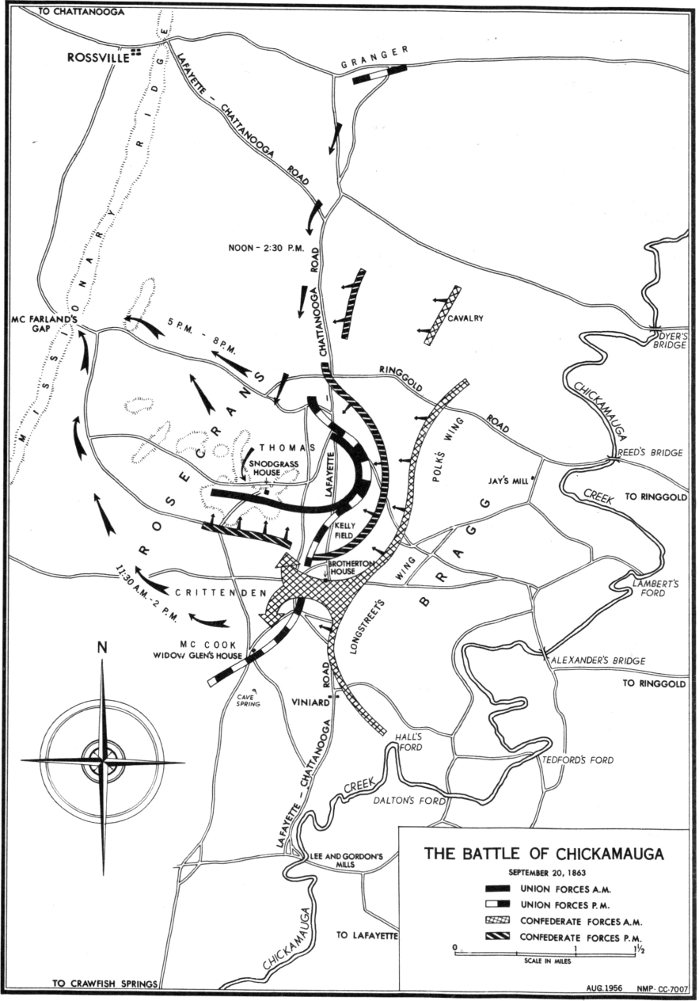 TO CHATTANOOGA
ROSSVILLE
GRANGER
LAFAYETTE - CHATTANOOGA ROAD
MISSIONARY RIDGE
NOON - 2:30 P.M.
CHATTANOOGA ROAD
CAVALRY
MC FARLAND'S
GAP
5 P.M. - 8 P.M.
DYER'S
BRIDGE
RINGGOLD ROAD
CHICKAMAUGA
CREEK
ROSECRANS
THOMAS
SNODGRASS
HOUSE
LAFAYETTE
POLK'S WING
REED'S BRIDGE
JAY'S MILL
TO RINGGOLD
KELLY
FIELD
BROTHERTON
HOUSE
BRAGG
LONGSTREET'S WING
11:30 A.M. - 2 P.M.
CRITTENDEN
LAMBERT'S
FORD
MC COOK
WIDOW GLEN'S HOUSE
N
ALEXANDER'S BRIDGE
TO RINGGOLD
CAVE
SPRING
VINIARD
LAFAYETTE - CHATTANOOGA ROAD
HALL'S
FORD
TEDFORD'S FORD
CREEK
DALTON'S FORD
LEE AND GORDON'S
MILLS
CHICKAMAUGA
TO LAFAYETTE
TO CRAWFISH SPRINGS
THE BATTLE OF CHICKAMAUGA
SEPTEMBER 20, 1863
UNION FORCES A.M.
UNION FORCES P.M.
CONFEDERATE FORCES A.M.
CONFEDERATE FORCES P.M.
0 1 1½
SCALE IN MILES
AUG. 1956 NMP-CC-7007